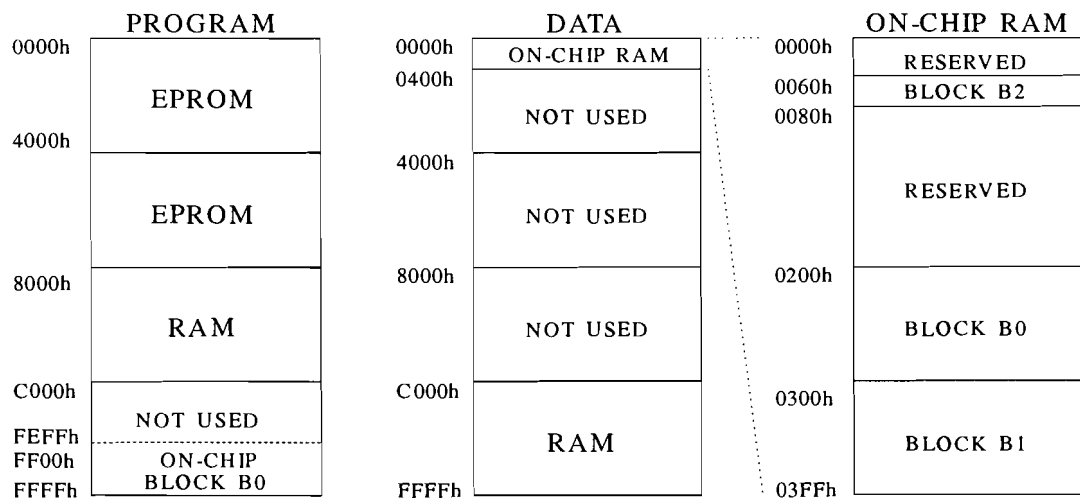 PROGRAM
0000h
EPROM
4000h
EPROM
8000h
RAM
C000h
NOT USED
FEFFh
FF00h
ON-CHIP
BLOCK B0
FFFFh
DATA
0000h
ON-CHIP RAM
0400h
NOT USED
4000h
NOT USED
8000h
NOT USED
C000h
RAM
FFFFh
ON-CHIP RAM
0000h
RESERVED
0060h
BLOCK B2
0080h
RESERVED
0200h
BLOCK B0
0300h
BLOCK B1
03FFh